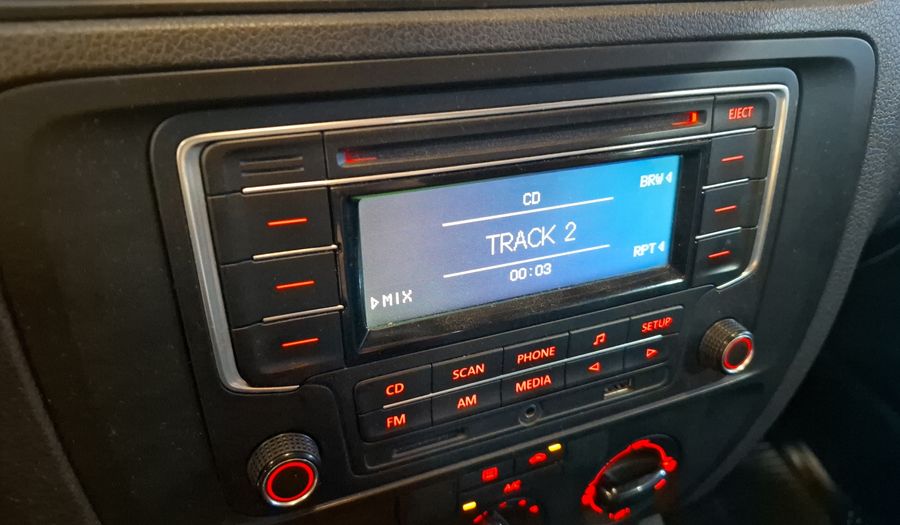 EJECT
CD
BRW
TRACK 2
00:03
RPT
MIX
CD SCAN PHONE SETUP
FM AM MEDIA
A/C